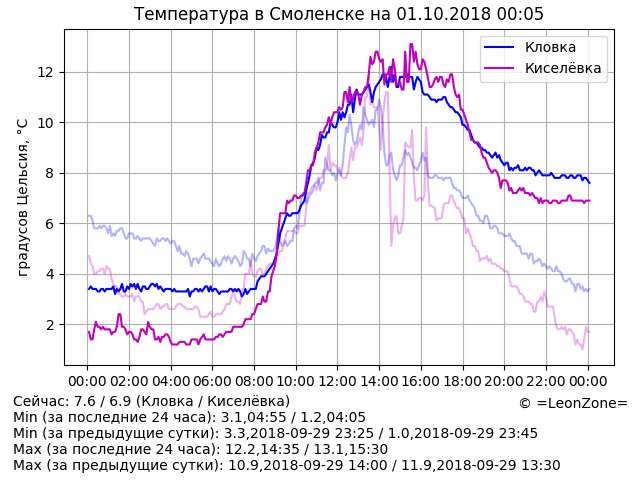 Температура в Смоленске на 01.10.2018 00:05
Кловка
Киселёвка
градусов Цельсия, °C
12
10
8
6
4
2
00:00 02:00 04:00 06:00 08:00 10:00 12:00 14:00 16:00 18:00 20:00 22:00 00:00
Сейчас: 7.6 / 6.9 (Кловка / Киселёвка)
© =LeonZone=
Min (за последние 24 часа): 3.1,04:55 / 1.2,04:05
Min (за предыдущие сутки): 3.3,2018-09-29 23:25 / 1.0,2018-09-29 23:45
Max (за последние 24 часа): 12.2,14:35 / 13.1,15:30
Max (за предыдущие сутки): 10.9,2018-09-29 14:00 / 11.9,2018-09-29 13:30